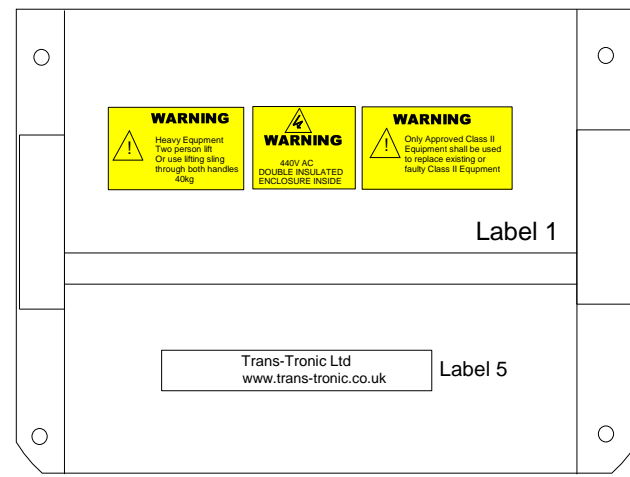 WARNING
Heavy Equpment
Two person lift
Or use lifting sling
through both handles
40kg
WARNING
440V AC
DOUBLE INSULATED
ENCLOSURE INSIDE
WARNING
Only Approved Class II
Equipment shall be used
to replace existing or
faulty Class II Equpment
Label 1
Trans-Tronic Ltd
www.trans-tronic.co.uk
Label 5